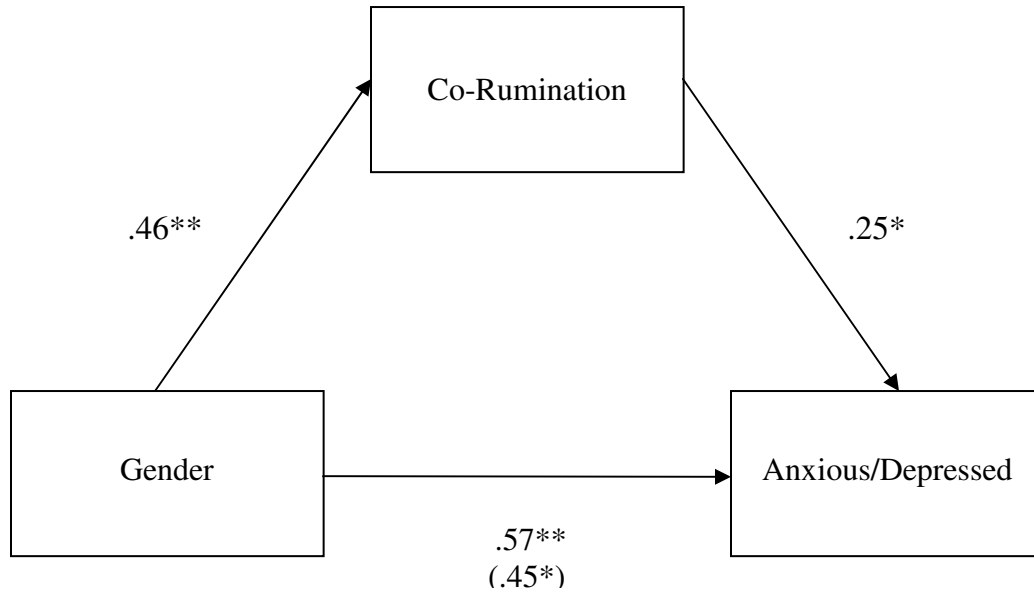 Co-Rumination
.46**
.25*
Gender
Anxious/Depressed
.57**
(.45*)